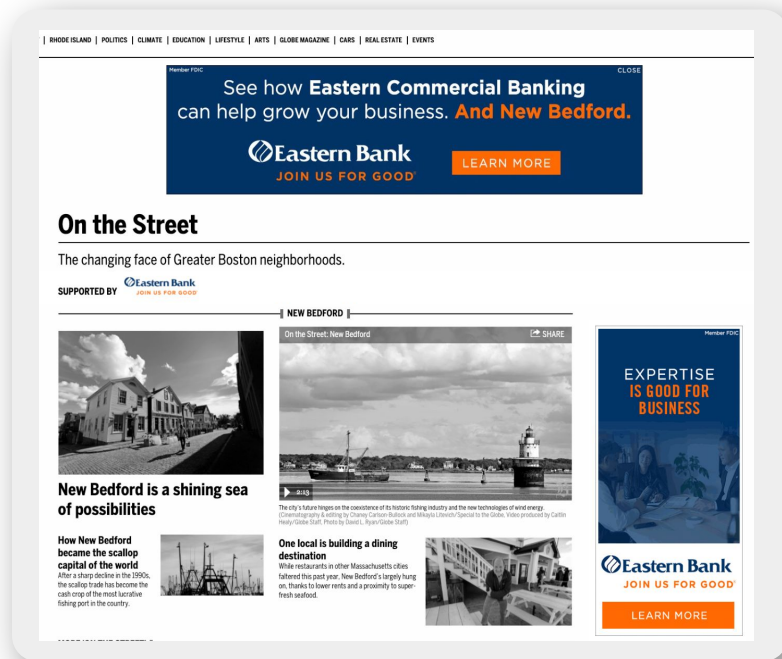 RHODE ISLAND | POLITICS | CLIMATE | EDUCATION | LIFESTYLE | ARTS | GLOBE MAGAZINE | CARS | REAL ESTATE | EVENTS
Member FDIC
CLOSE
See how Eastern Commercial Banking
can help grow your business. And New Bedford.
Eastern Bank
JOIN US FOR GOOD
LEARN MORE
On the Street
The changing face of Greater Boston neighborhoods.
SUPPORTED BY
Eastern Bank
JOIN US FOR GOOD
NEW BEDFORD
New Bedford is a shining sea
of possibilities
How New Bedford
became the scallop
capital of the world
After a sharp decline in the 1990s,
the scallop trade has become the
cash crop of the most lucrative
fishing port in the country.
On the Street: New Bedford
SHARE
2:13
The city's future hinges on the coexistence of its historic fishing industry and the new technologies of wind energy.
(Cinematography & editing by Chaney Carlson-Bullock and Mikayla Litevich/Special to the Globe. Video produced by Caitlin
Healy/Globe Staff, Photo by David L. Ryan/Globe Staff)
One local is building a dining
destination
While restaurants in other Massachusetts cities
faltered this past year, New Bedford's largely hung
on, thanks to lower rents and a proximity to super-
fresh seafood.
Member FDIC
EXPERTISE
IS GOOD FOR
BUSINESS
Eastern Bank
JOIN US FOR GOOD
LEARN MORE